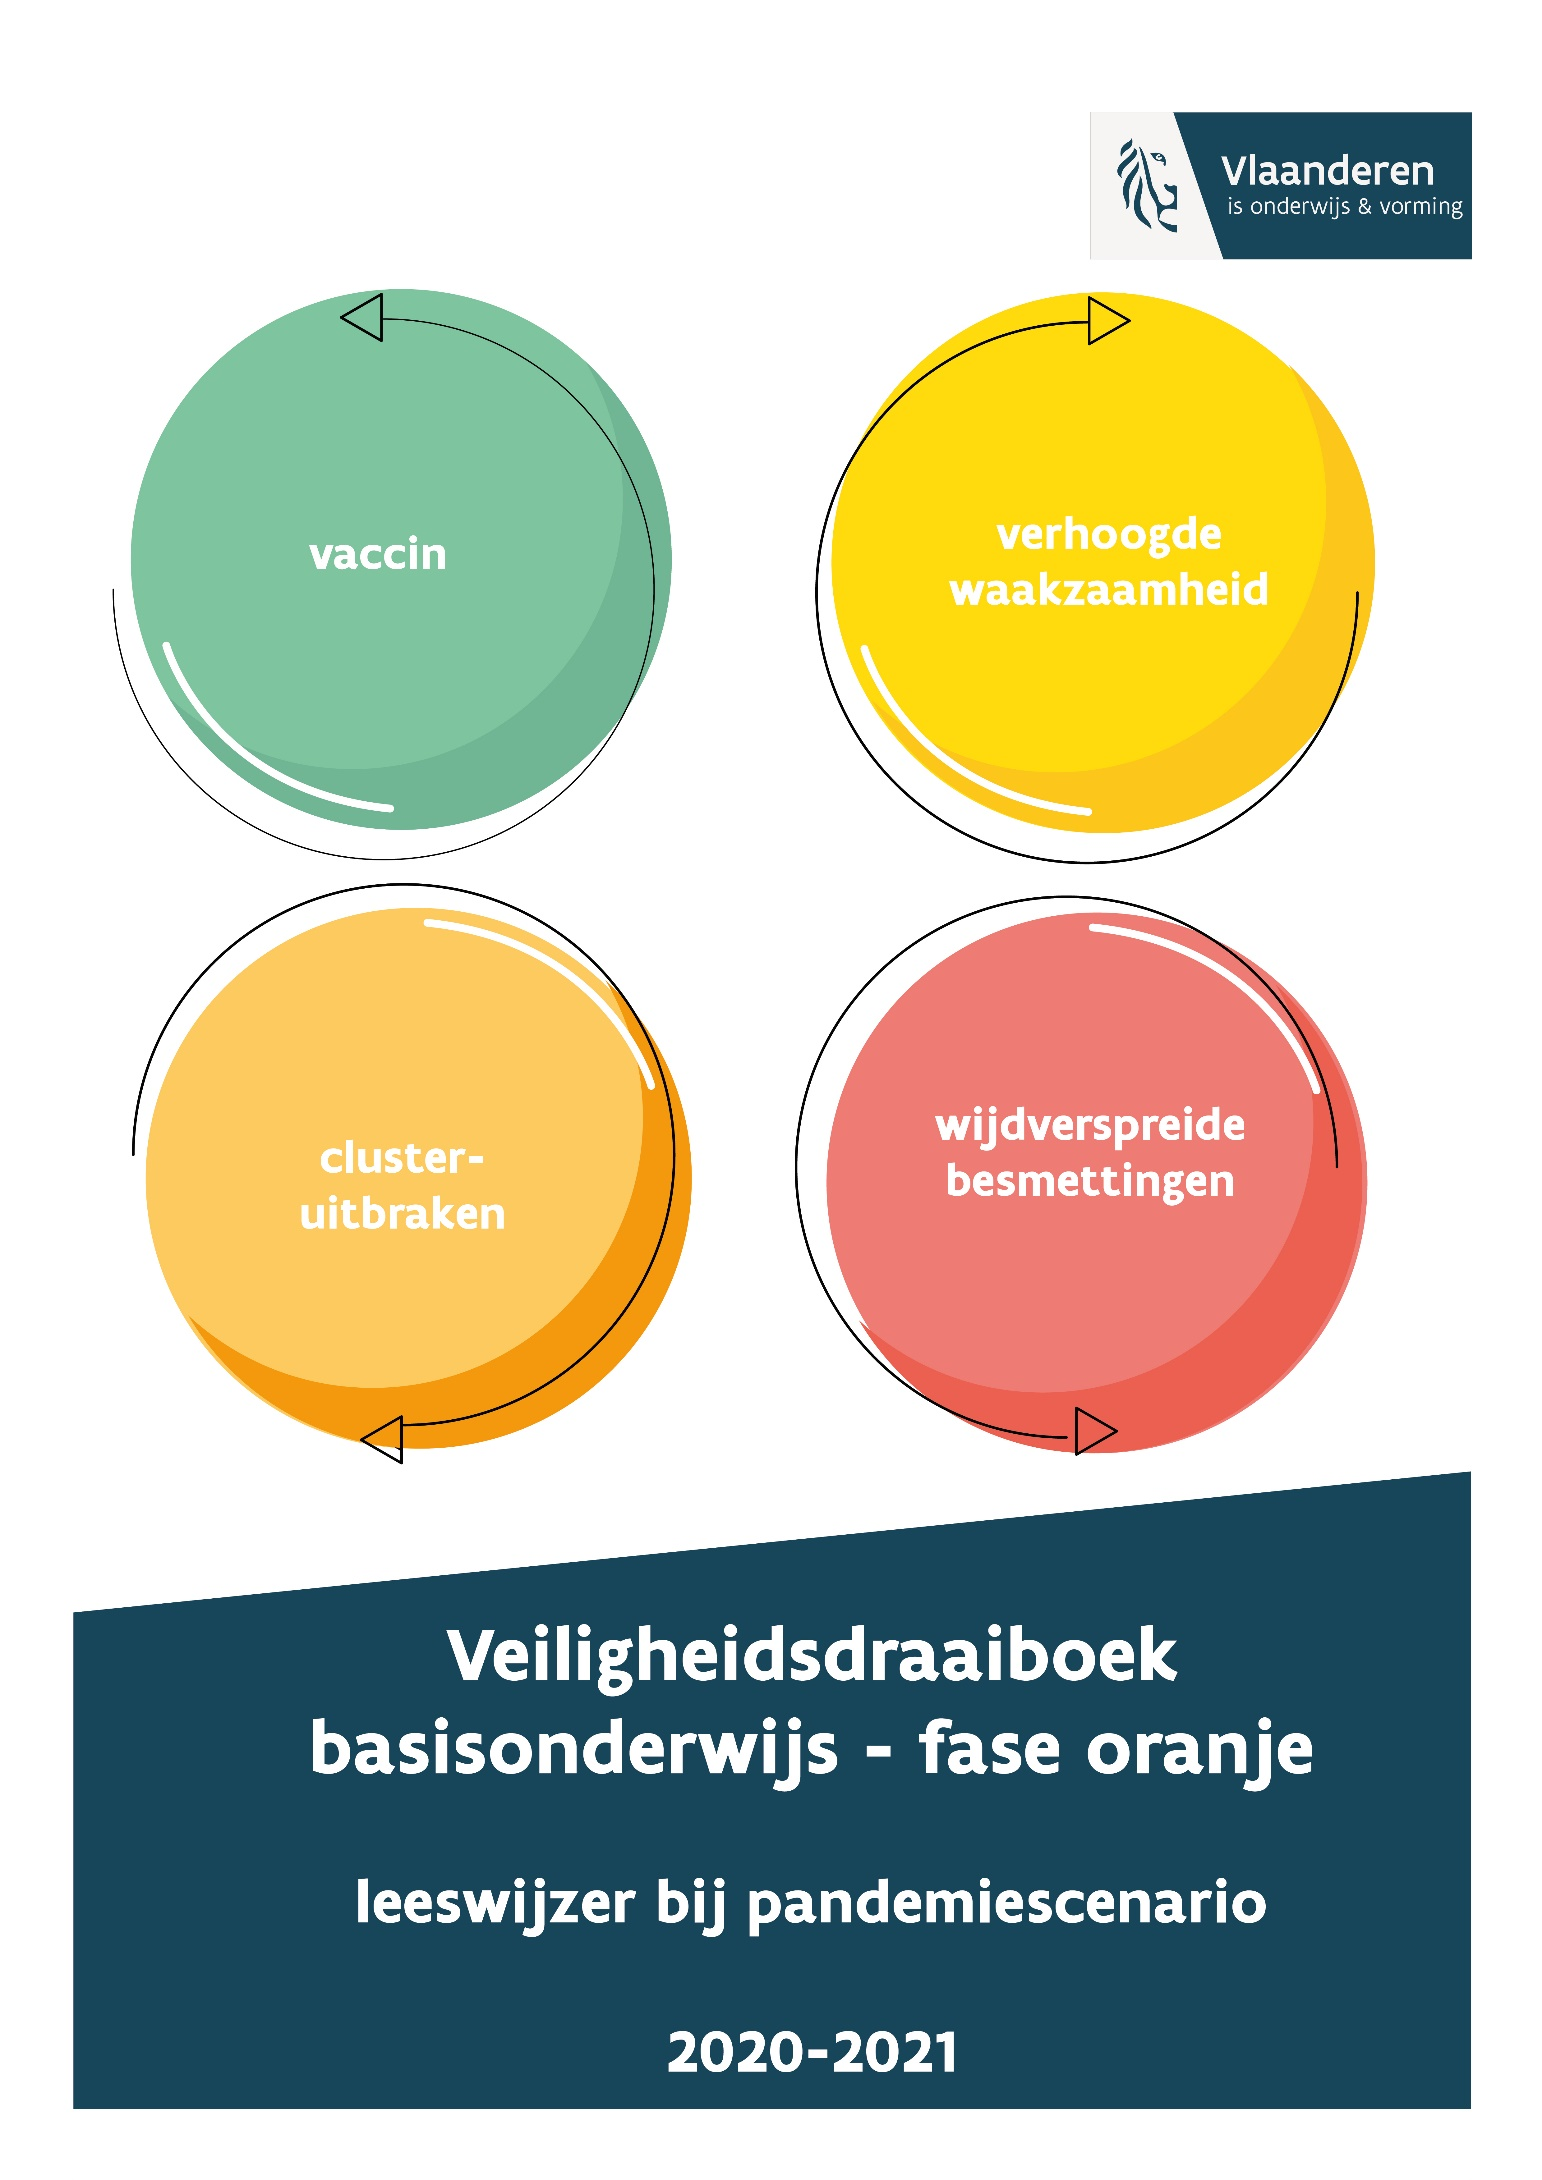 Vlaanderen
is onderwijs & vorming
vaccin
verhoogde
waakzaamheid
cluster-
uitbraken
wijdverspreide
besmettingen
Veiligheidsdraaiboek
basisonderwijs - fase oranje
leeswijzer bij pandemiescenario
2020-2021